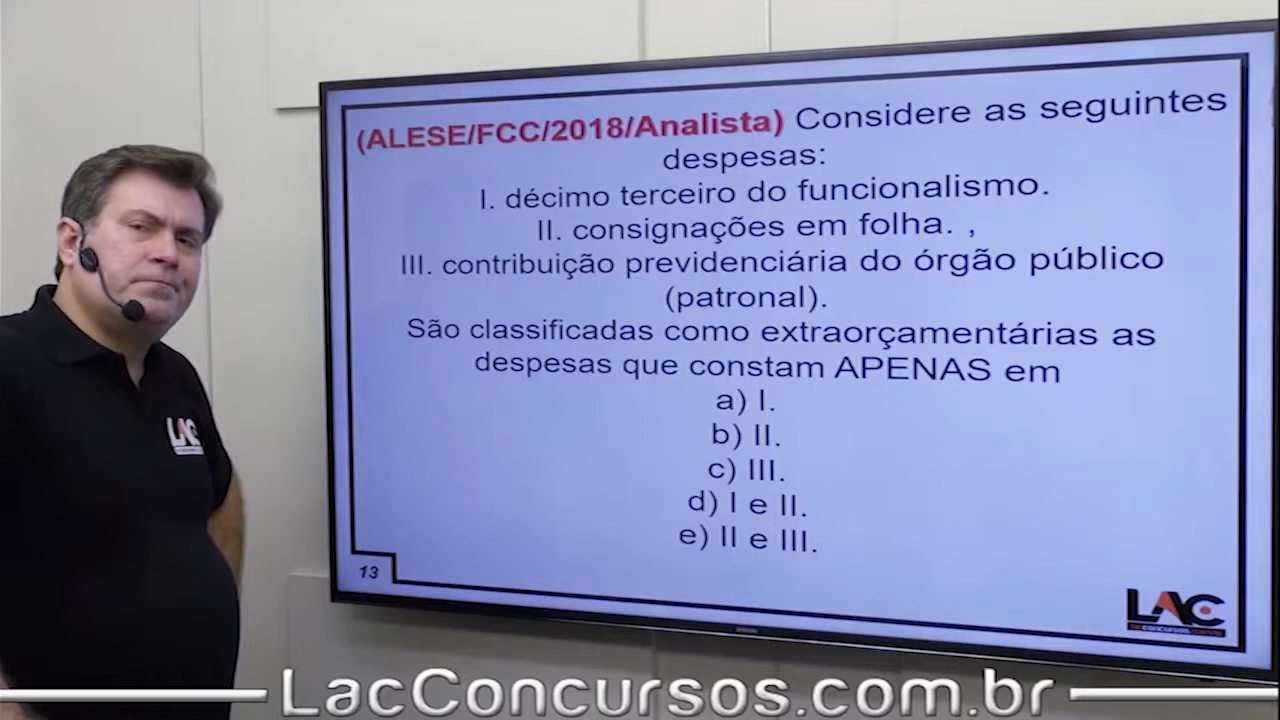 (ALESE/FCC/2018/Analista) Considere as seguintes
despesas:
I. décimo terceiro do funcionalismo.
II. consignações em folha. ,
III. contribuição previdenciária do órgão público
(patronal).
São classificadas como extraorçamentárias as
despesas que constam APENAS em
a) I.
b) II.
c) III.
d) I e II.
e) II e III.
13
LAC
LAC
LacConcursos.com.br